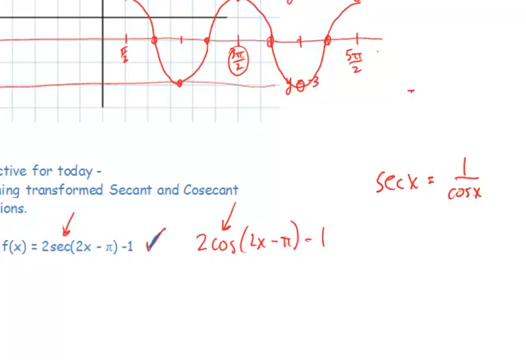 π/2
3π/2
5π/2
y = -3
ective for today -
ning transformed Secant and Cosecant
tions.
sec x = 1/cos x
f(x) = 2sec(2x - π) -1
2cos(2x - π) - 1